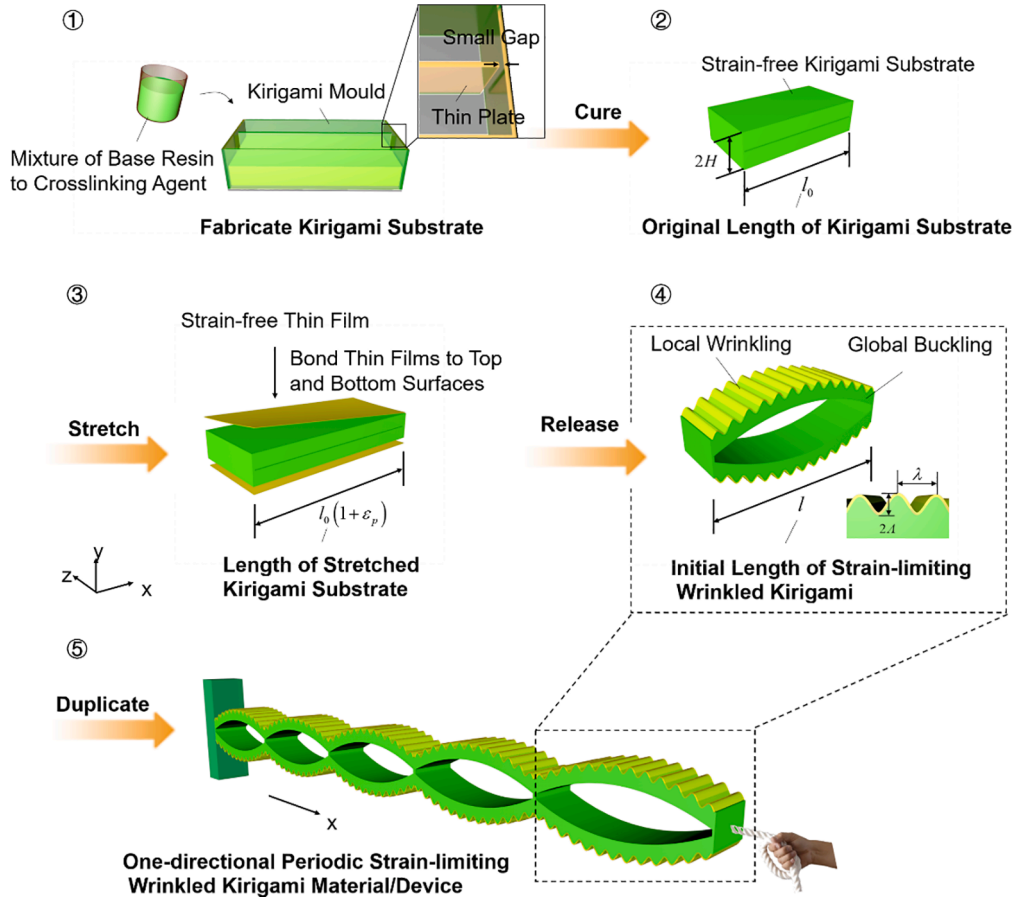 ①
Small Gap
Thin Plate
Kirigami Mould
Mixture of Base Resin
to Crosslinking Agent
Fabricate Kirigami Substrate
Cure
②
Strain-free Kirigami Substrate
2H
l₀
Original Length of Kirigami Substrate
Stretch
③
Strain-free Thin Film
Bond Thin Films to Top
and Bottom Surfaces
l₀(1+εₚ)
Length of Stretched
Kirigami Substrate
y
z
x
Release
④
Local Wrinkling
Global Buckling
l
λ
2A
Initial Length of Strain-limiting
Wrinkled Kirigami
⑤
Duplicate
x
One-directional Periodic Strain-limiting
Wrinkled Kirigami Material/Device